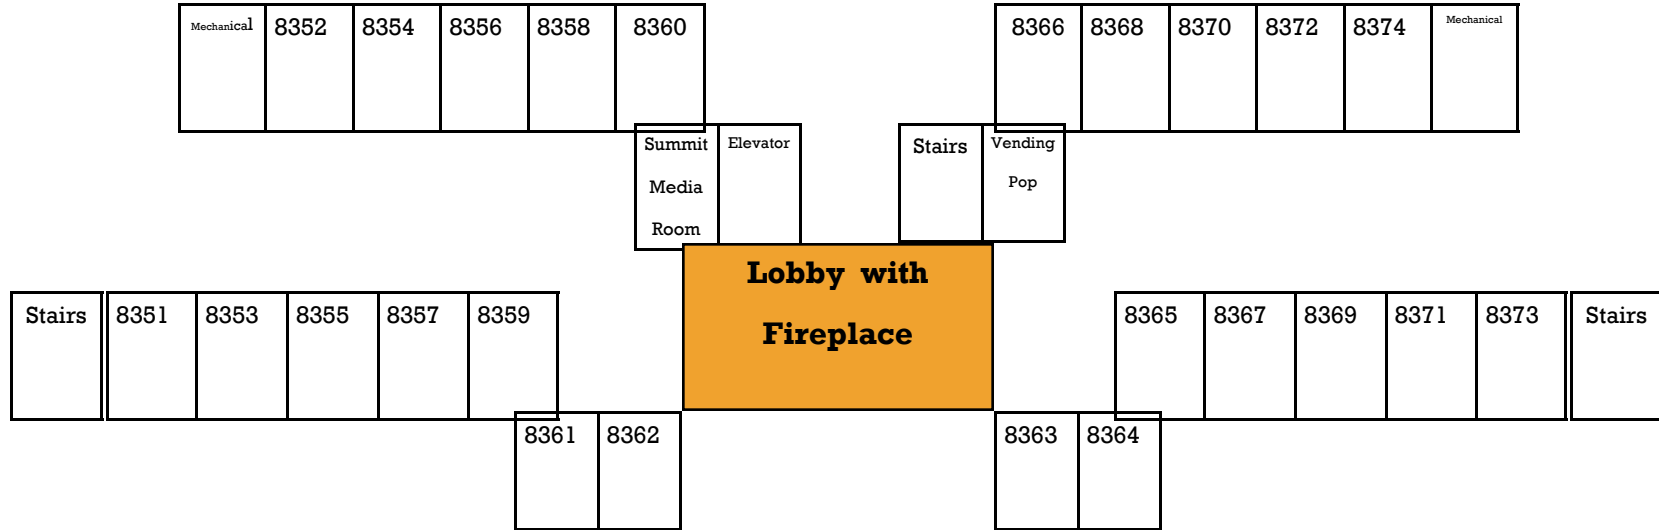 Mechanical 8352 8354 8356 8358 8360 8366 8368 8370 8372 8374 Mechanical
Summit Elevator Stairs Vending
Media Pop
Room
Lobby with
Fireplace
Stairs 8351 8353 8355 8357 8359 8365 8367 8369 8371 8373 Stairs
8361 8362 8363 8364